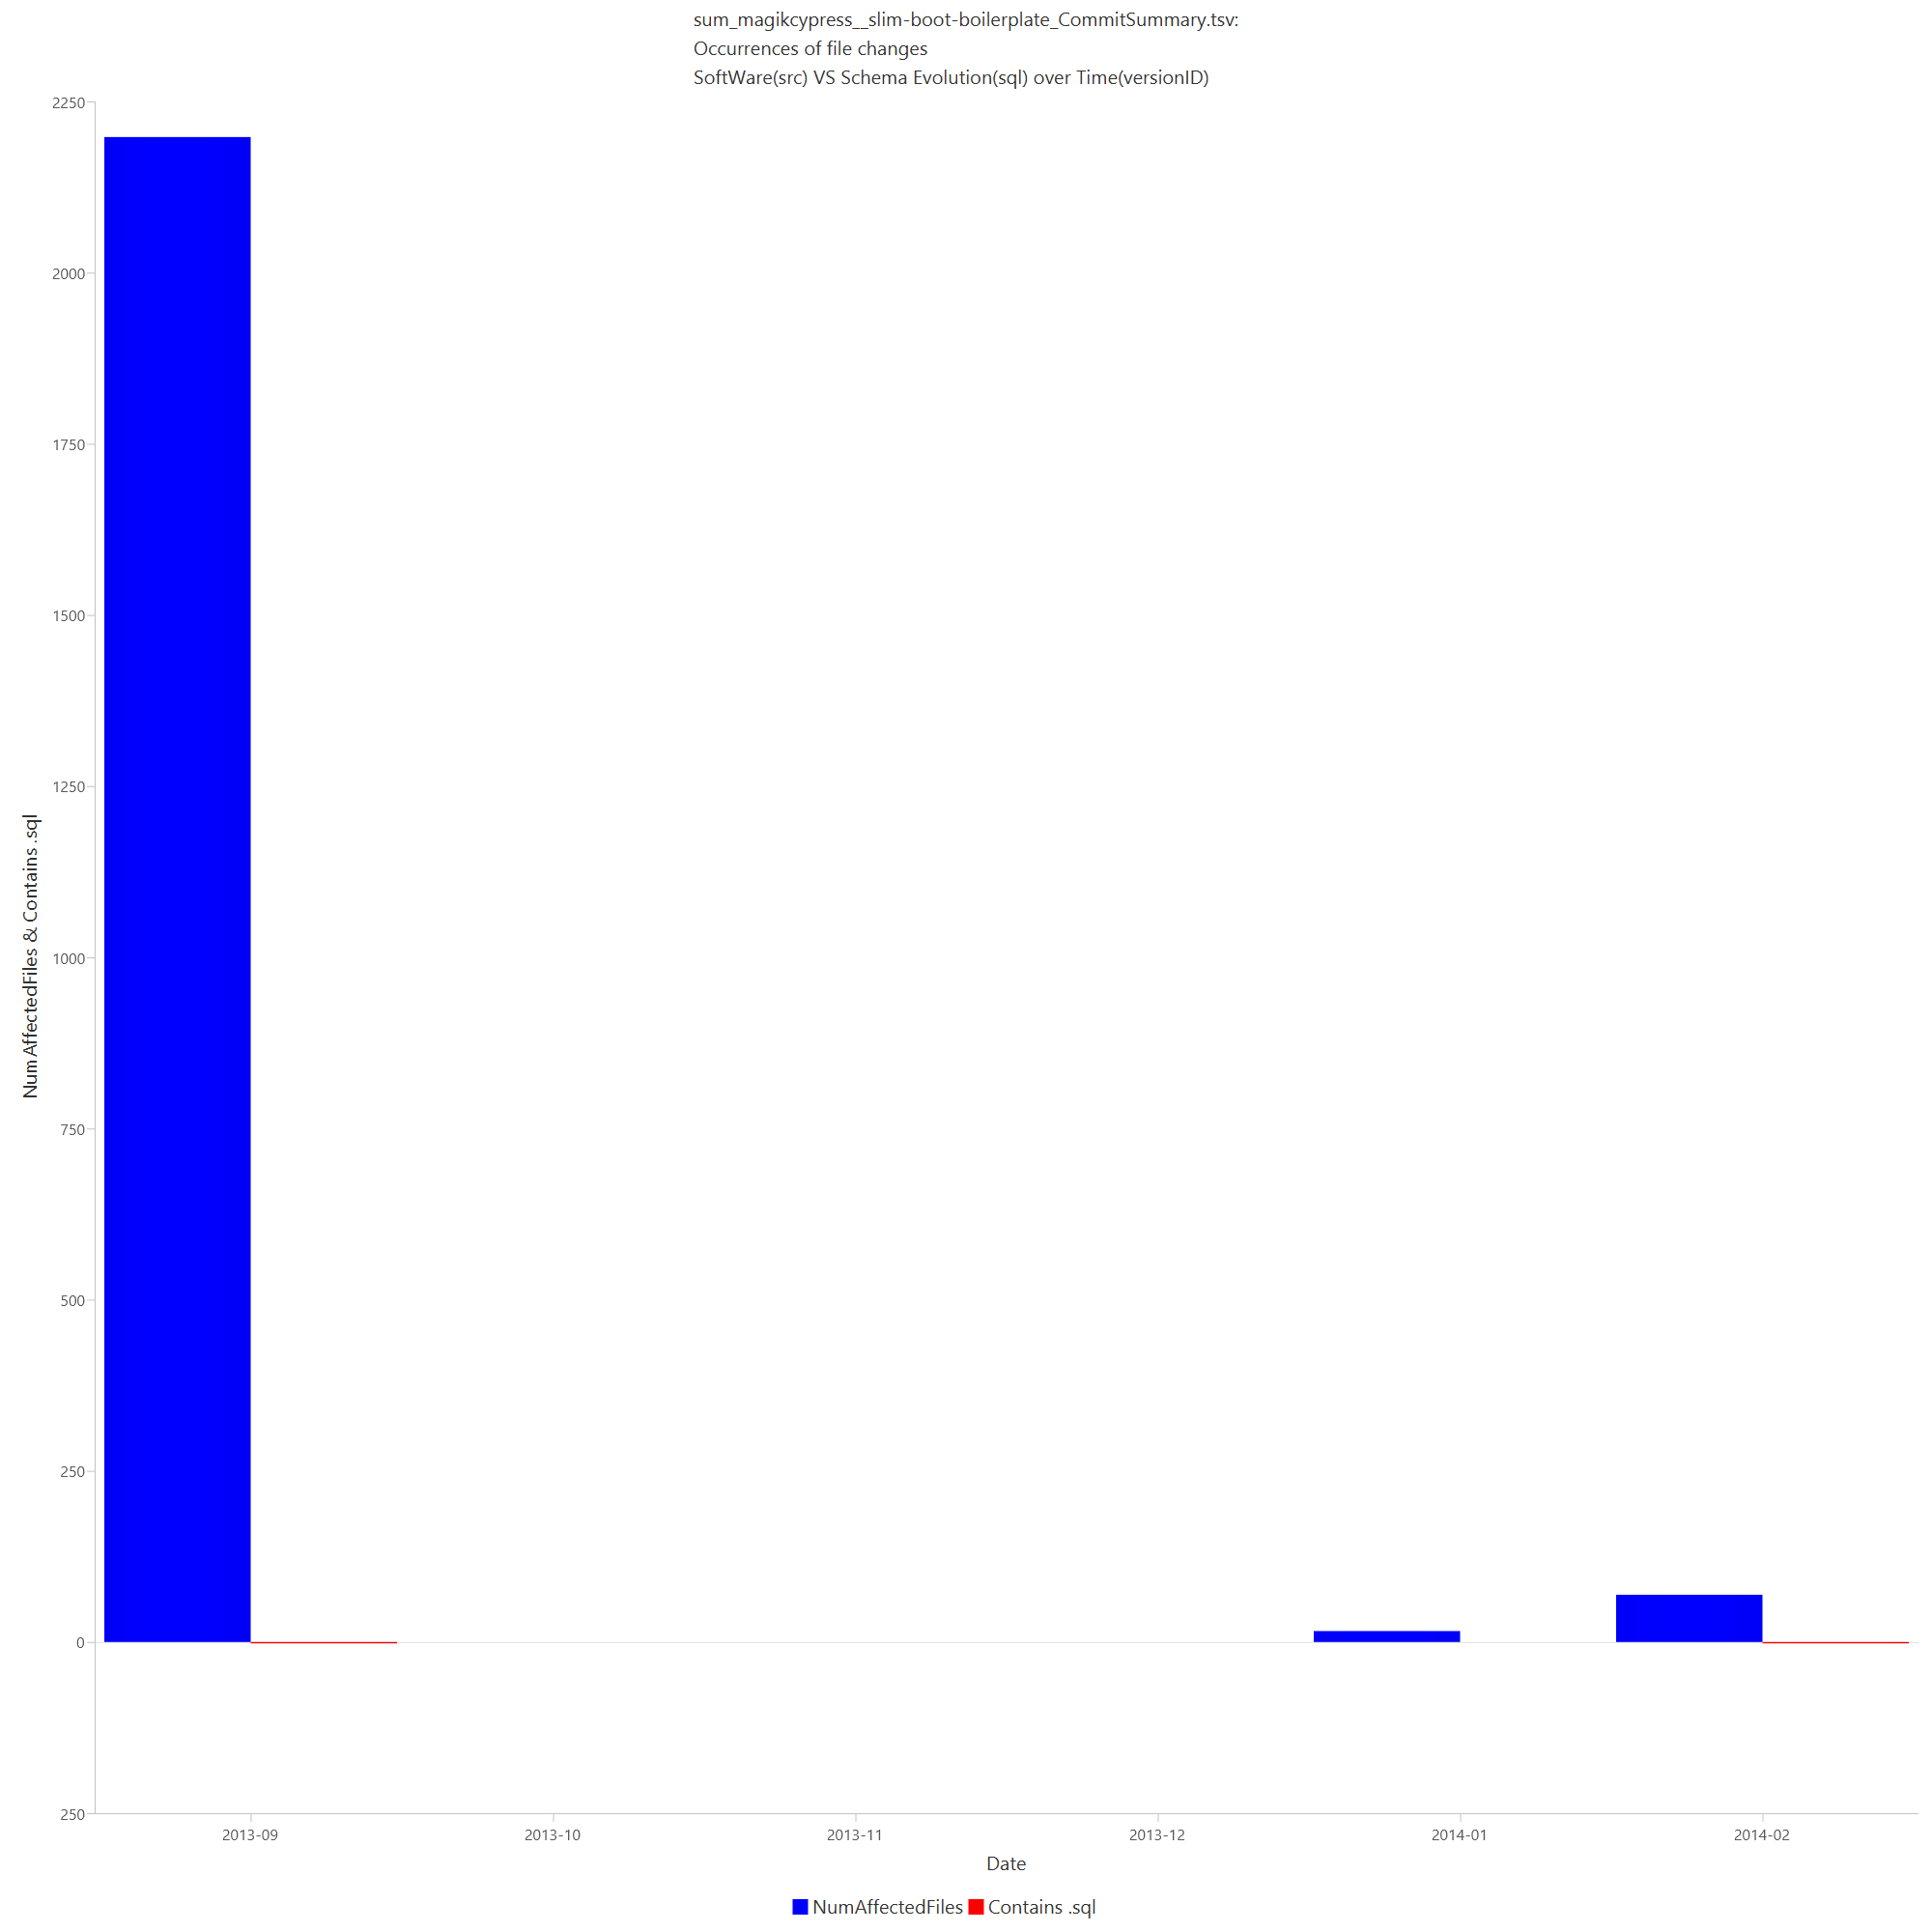 sum_magikcypress__slim-boot-boilerplate_CommitSummary.tsv:
Occurrences of file changes
SoftWare(src) VS Schema Evolution(sql) over Time(versionID)
NumAffectedFiles & Contains .sql
2250
2000
1750
1500
1250
1000
750
500
250
0
250
2013-09
2013-10
2013-11
2013-12
2014-01
2014-02
Date
NumAffectedFiles
Contains .sql